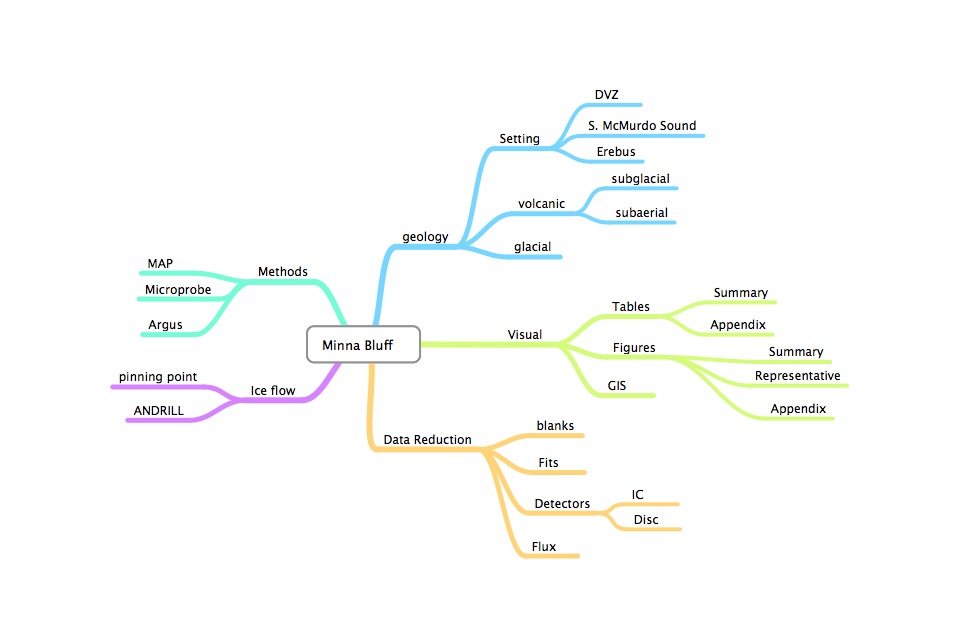 Minna Bluff
geology
Setting
DVZ
S. McMurdo Sound
Erebus
volcanic
subglacial
subaerial
glacial
Visual
Tables
Summary
Appendix
Figures
Summary
Representative
Appendix
GIS
Data Reduction
blanks
Fits
Detectors
IC
Disc
Flux
Ice flow
pinning point
ANDRILL
Methods
MAP
Microprobe
Argus